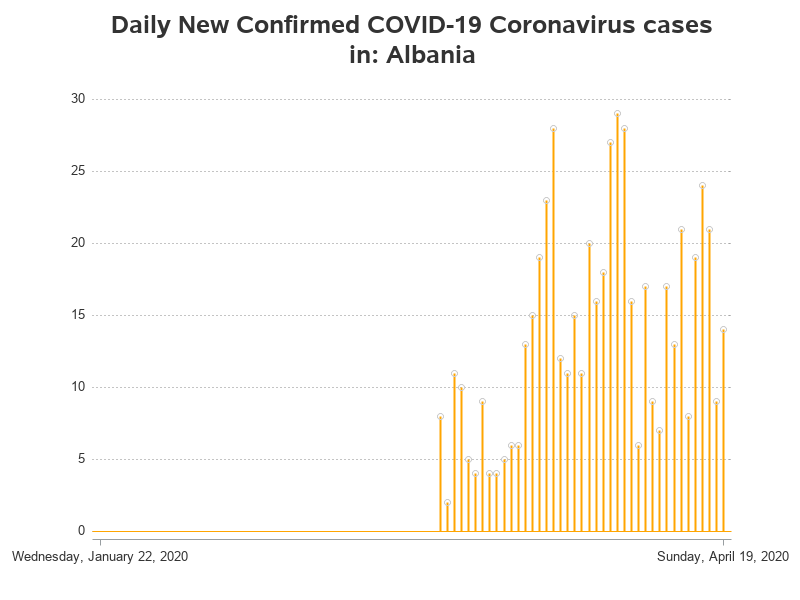 Daily New Confirmed COVID-19 Coronavirus cases
in: Albania
30
25
20
15
10
5
0
Wednesday, January 22, 2020
Sunday, April 19, 2020